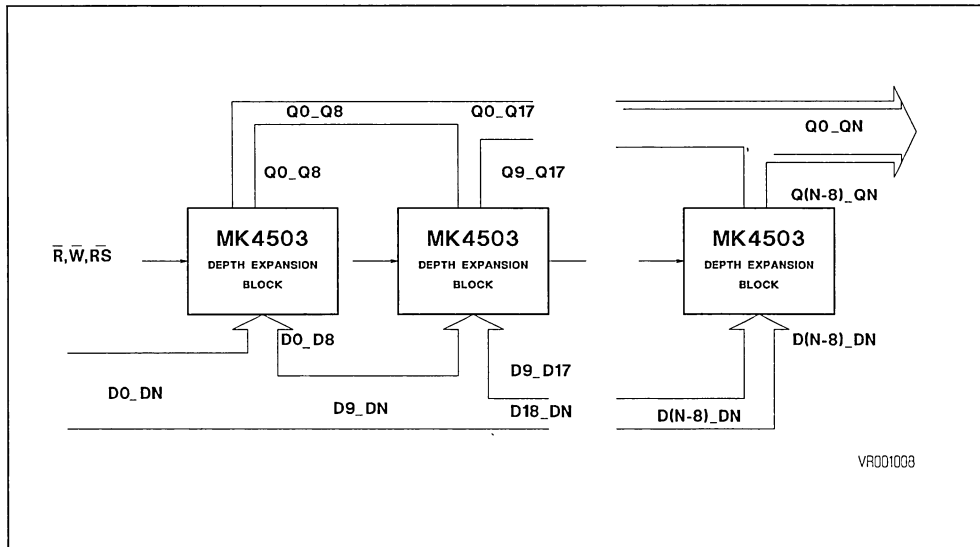 Q0_Q8
Q0_Q17
Q0_QN
Q0_Q8
Q9_Q17
Q(N-8)_QN
R̅,W̅,R̅S̅
MK4503
DEPTH EXPANSION
BLOCK
MK4503
DEPTH EXPANSION
BLOCK
MK4503
DEPTH EXPANSION
BLOCK
D0_D8
D(N-8)_DN
D9_D17
D0_DN
D9_DN
D18_DN
D(N-8)_DN
VR001008